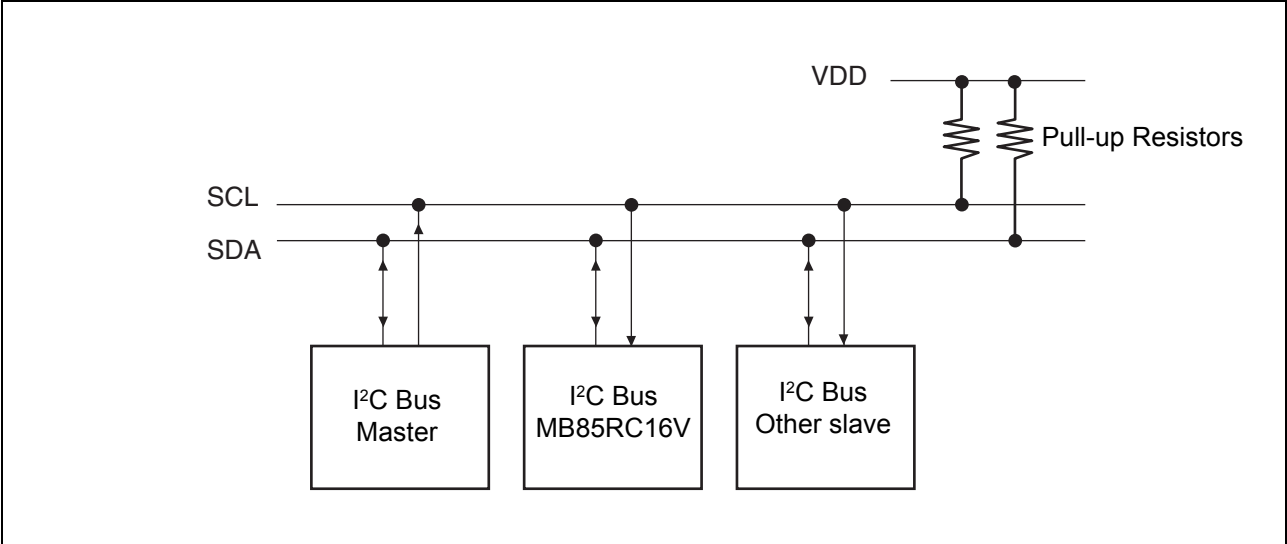 VDD
Pull-up Resistors
SCL
SDA
I²C Bus
Master
I²C Bus
MB85RC16V
I²C Bus
Other slave